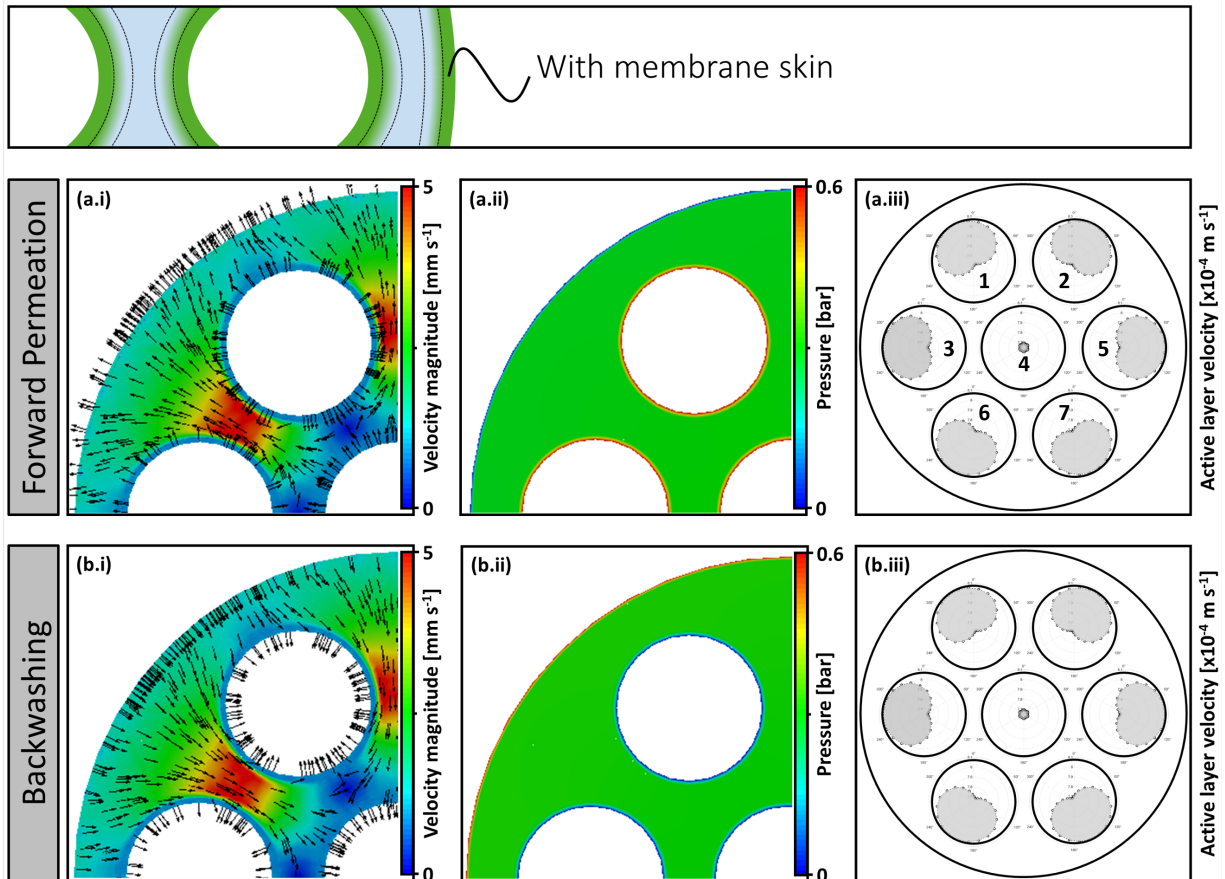 With membrane skin
Forward Permeation
(a.i)
5
Velocity magnitude [mm s⁻¹]
0
(a.ii)
0.6
Pressure [bar]
0
(a.iii)
1
2
3
4
5
6
7
Active layer velocity [x10⁻⁴ m s⁻¹]
Backwashing
(b.i)
5
Velocity magnitude [mm s⁻¹]
0
(b.ii)
0.6
Pressure [bar]
0
(b.iii)
Active layer velocity [x10⁻⁴ m s⁻¹]